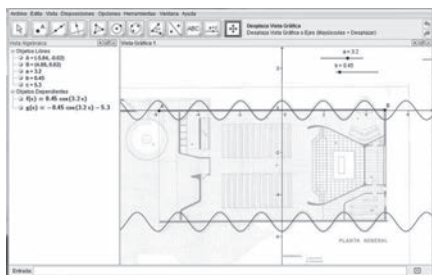 Archivo Edita Vista Disposiciones Opciones Herramientas Ventana Ayuda
ABC
Desplaza Vista Gráfica
Desplaza Vista Gráfica o Ejes (Mayúsculas + Desplazar)
Vista Algebraica
Vista Gráfica 1
Objetos Libres
a = 3.2
b = 0.45
c = 5.3
Objetos Dependientes
f(x) = 0.45 cos(3.2 x)
g(x) = -0.45 cos(3.2 x) - 5.3
a = 3.2
b = 0.45
PLANTA GENERAL
Entrada: